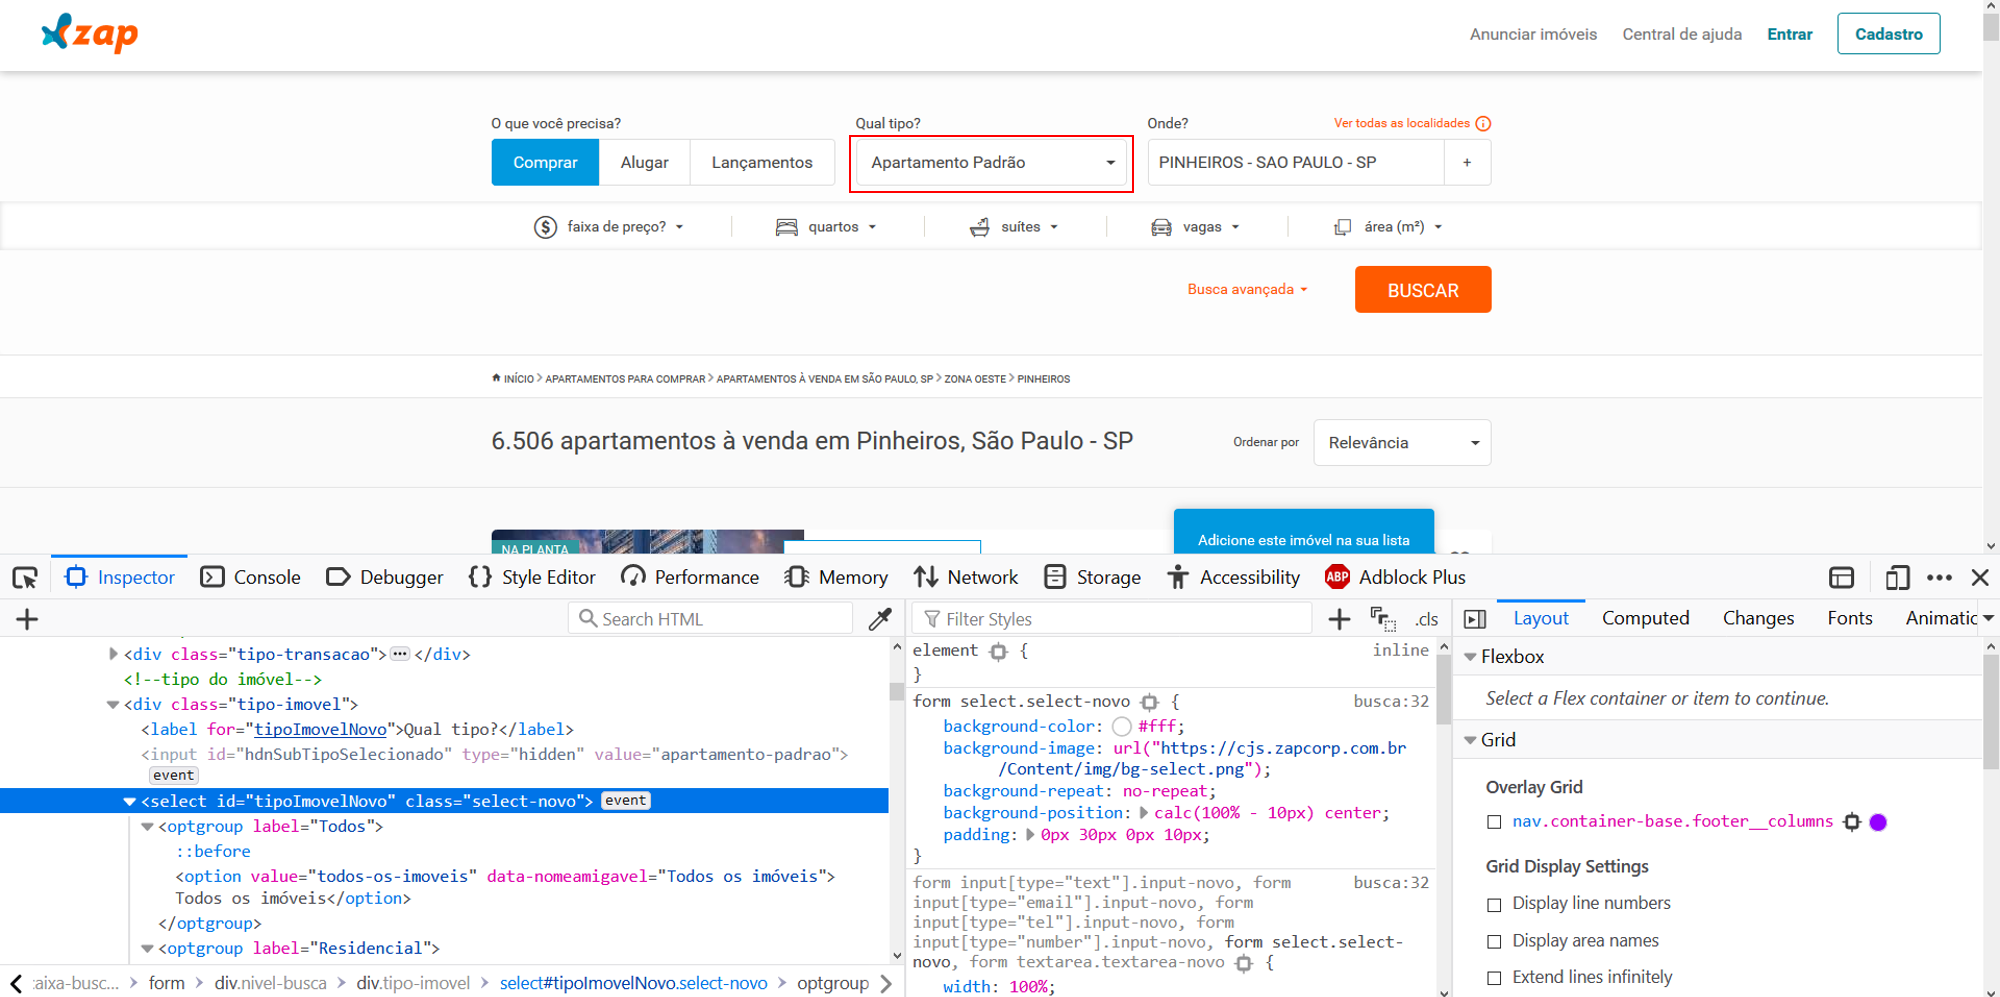 zap
Anunciar imóveis
Central de ajuda
Entrar
Cadastro
O que você precisa?
Qual tipo?
Onde?
Ver todas as localidades
Comprar
Alugar
Lançamentos
Apartamento Padrão
PINHEIROS - SAO PAULO - SP
+
faixa de preço?
quartos
suítes
vagas
área (m²)
Busca avançada
BUSCAR
INÍCIO > APARTAMENTOS PARA COMPRAR > APARTAMENTOS À VENDA EM SÃO PAULO, SP > ZONA OESTE > PINHEIROS
6.506 apartamentos à venda em Pinheiros, São Paulo - SP
Ordenar por
Relevância
NA PLANTA
Adicione este imóvel na sua lista
Inspector
Console
Debugger
Style Editor
Performance
Memory
Network
Storage
Accessibility
ABP
Adblock Plus
Search HTML
<div class="tipo-transacao">•••</div>
<!--tipo do imóvel-->
<div class="tipo-imovel">
<label for="tipoImovelNovo">Qual tipo?</label>
<input id="hdnSubTipoSelecionado" type="hidden" value="apartamento-padrao">
event
<select id="tipoImovelNovo" class="select-novo"> event
<optgroup label="Todos">
::before
<option value="todos-os-imoveis" data-nomeamigavel="Todos os imóveis">
Todos os imóveis</option>
</optgroup>
<optgroup label="Residencial">
:aixa-busc... > form > div.nivel-busca > div.tipo-imovel > select#tipoImovelNovo.select-novo > optgroup
Filter Styles
.cls
element {
inline
}
form select.select-novo {
busca:32
background-color: #fff;
background-image: url("https://cjs.zapcorp.com.br
/Content/img/bg-select.png");
background-repeat: no-repeat;
background-position: calc(100% - 10px) center;
padding: 0px 30px 0px 10px;
}
form input[type="text"].input-novo, form
busca:32
input[type="email"].input-novo, form
input[type="tel"].input-novo, form
input[type="number"].input-novo, form select.select-
novo, form textarea.textarea-novo {
width: 100%;
Layout
Computed
Changes
Fonts
Animatic
Flexbox
Select a Flex container or item to continue.
Grid
Overlay Grid
nav.container-base.footer__columns
Grid Display Settings
Display line numbers
Display area names
Extend lines infinitely